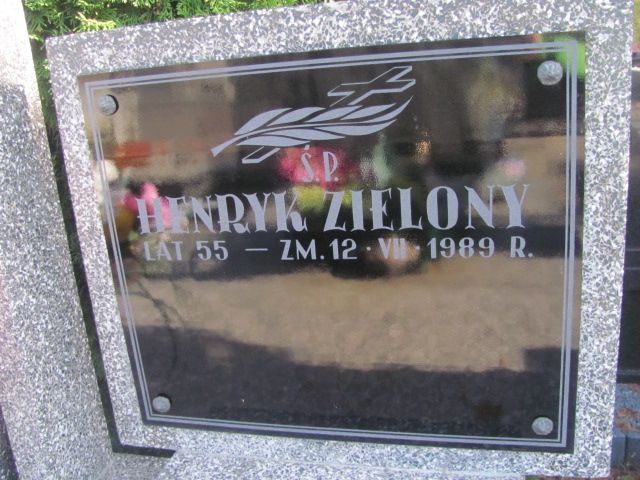 Ś.P.
HENRYK ZIELONY
LAT 55 — ZM. 12 · VII · 1989 R.